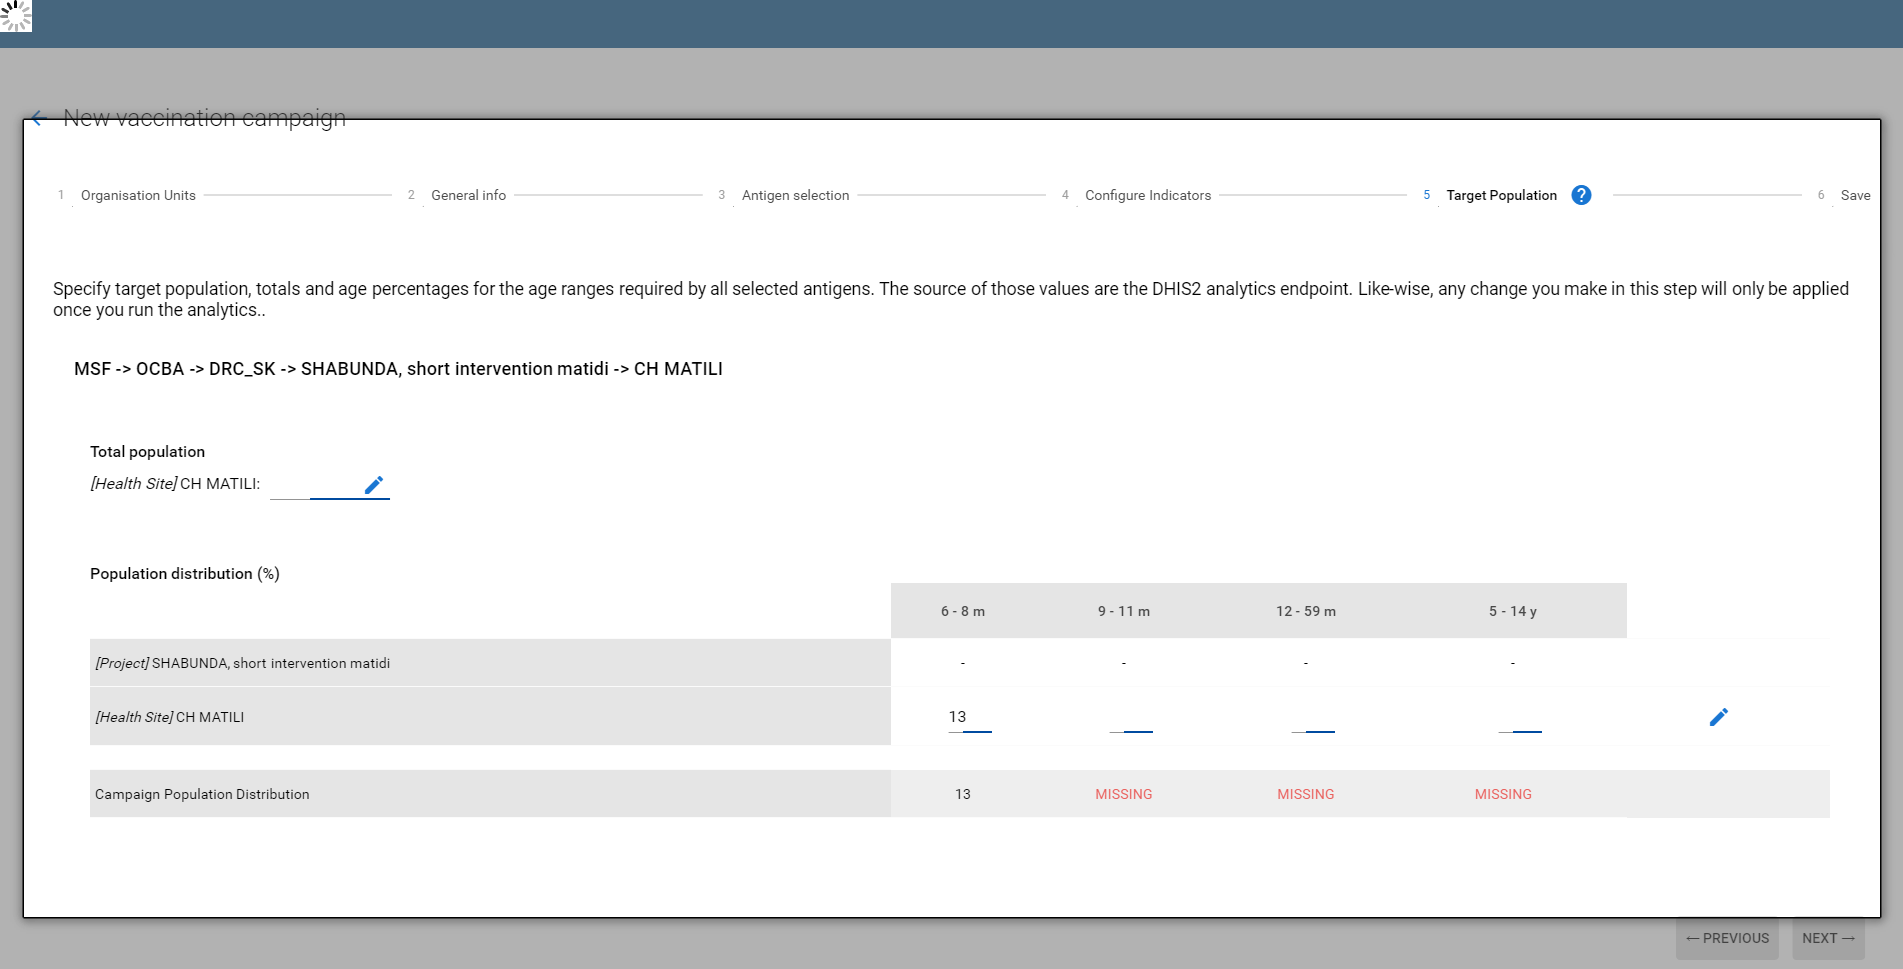 New vaccination campaign
1 Organisation Units 2 General info 3 Antigen selection 4 Configure Indicators 5 Target Population ? 6 Save
Specify target population, totals and age percentages for the age ranges required by all selected antigens. The source of those values are the DHIS2 analytics endpoint. Like-wise, any change you make in this step will only be applied
once you run the analytics..
MSF -> OCBA -> DRC_SK -> SHABUNDA, short intervention matidi -> CH MATILI
Total population
[Health Site] CH MATILI:
Population distribution (%)
6 - 8 m 9 - 11 m 12 - 59 m 5 - 14 y
[Project] SHABUNDA, short intervention matidi - - - -
[Health Site] CH MATILI 13
Campaign Population Distribution 13 MISSING MISSING MISSING
← PREVIOUS NEXT →